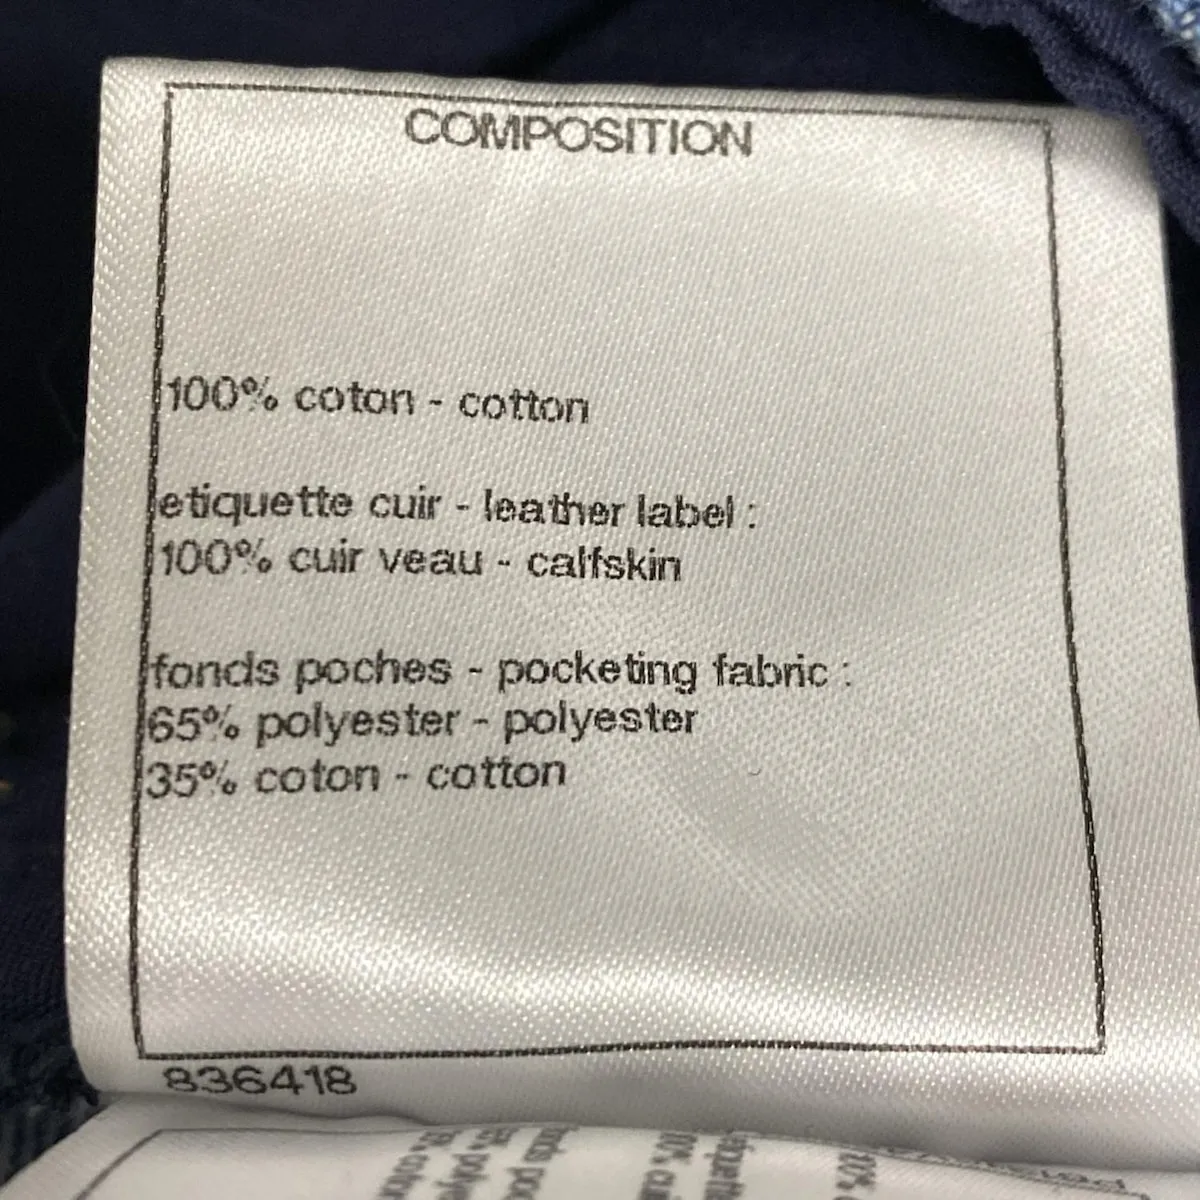 COMPOSITION
100% coton - cotton
etiquette cuir - leather label :
100% cuir veau - calfskin
fonds poches - pocketing fabric :
65% polyester - polyester
35% coton - cotton
836418